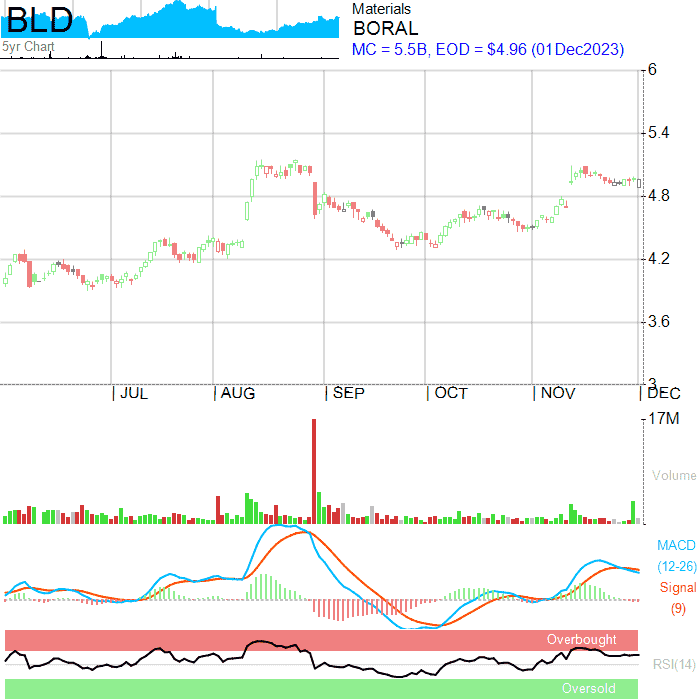 BLD
5yr Chart
Materials
BORAL
MC = 5.5B, EOD = $4.96 (01Dec2023)
6
5.4
4.8
4.2
3.6
3
JUL
AUG
SEP
OCT
NOV
DEC
17M
Volume
MACD
(12-26)
Signal
(9)
Overbought
RSI(14)
Oversold